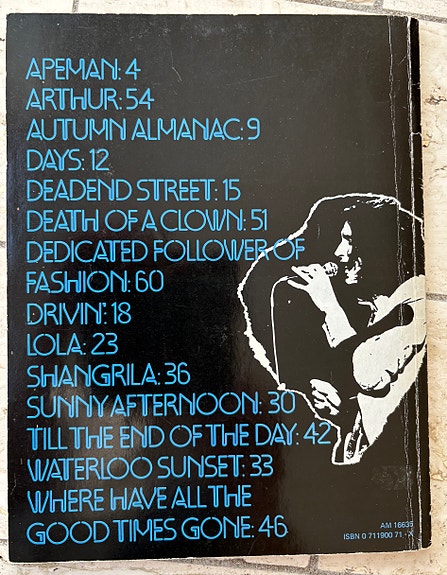 APEMAN: 4
ARTHUR: 54
AUTUMN ALMANAC: 9
DAYS: 12
DEADEND STREET: 15
DEATH OF A CLOWN: 51
DEDICATED FOLLOWER OF
FASHION: 60
DRIVIN': 18
LOLA: 23
SHANGRILA: 36
SUNNY AFTERNOON: 30
TILL THE END OF THE DAY: 42
WATERLOO SUNSET: 33
WHERE HAVE ALL THE
GOOD TIMES GONE: 46
AM 16635
ISBN 0 711900 71